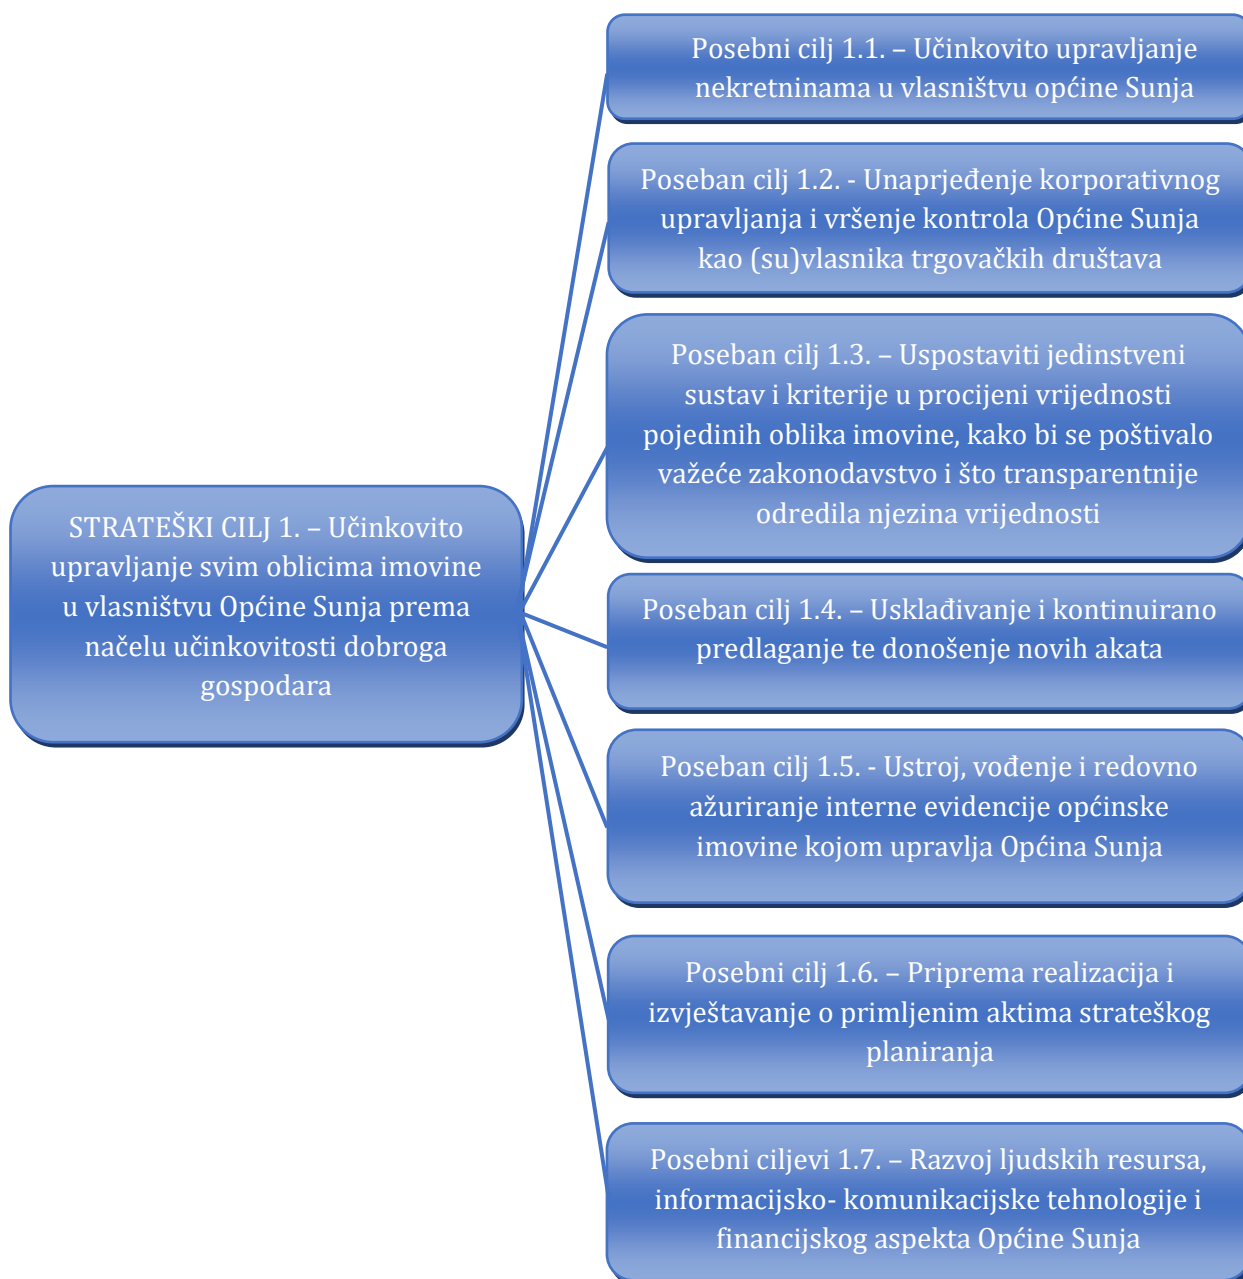 Posebni cilj 1.1. – Učinkovito upravljanje
nekretninama u vlasništvu općine Sunja
Poseban cilj 1.2. - Unaprjeđenje korporativnog
upravljanja i vršenje kontrola Općine Sunja
kao (su)vlasnika trgovačkih društava
Poseban cilj 1.3. – Uspostaviti jedinstveni
sustav i kriterije u procijeni vrijednosti
pojedinih oblika imovine, kako bi se poštivalo
važeće zakonodavstvo i što transparentnije
odredila njezina vrijednosti
STRATEŠKI CILJ 1. – Učinkovito
upravljanje svim oblicima imovine
u vlasništvu Općine Sunja prema
načelu učinkovitosti dobroga
gospodara
Poseban cilj 1.4. – Usklađivanje i kontinuirano
predlaganje te donošenje novih akata
Poseban cilj 1.5. - Ustroj, vođenje i redovno
ažuriranje interne evidencije općinske
imovine kojom upravlja Općina Sunja
Posebni cilj 1.6. – Priprema realizacija i
izvještavanje o primljenim aktima strateškog
planiranja
Posebni ciljevi 1.7. – Razvoj ljudskih resursa,
informacijsko- komunikacijske tehnologije i
financijskog aspekta Općine Sunja